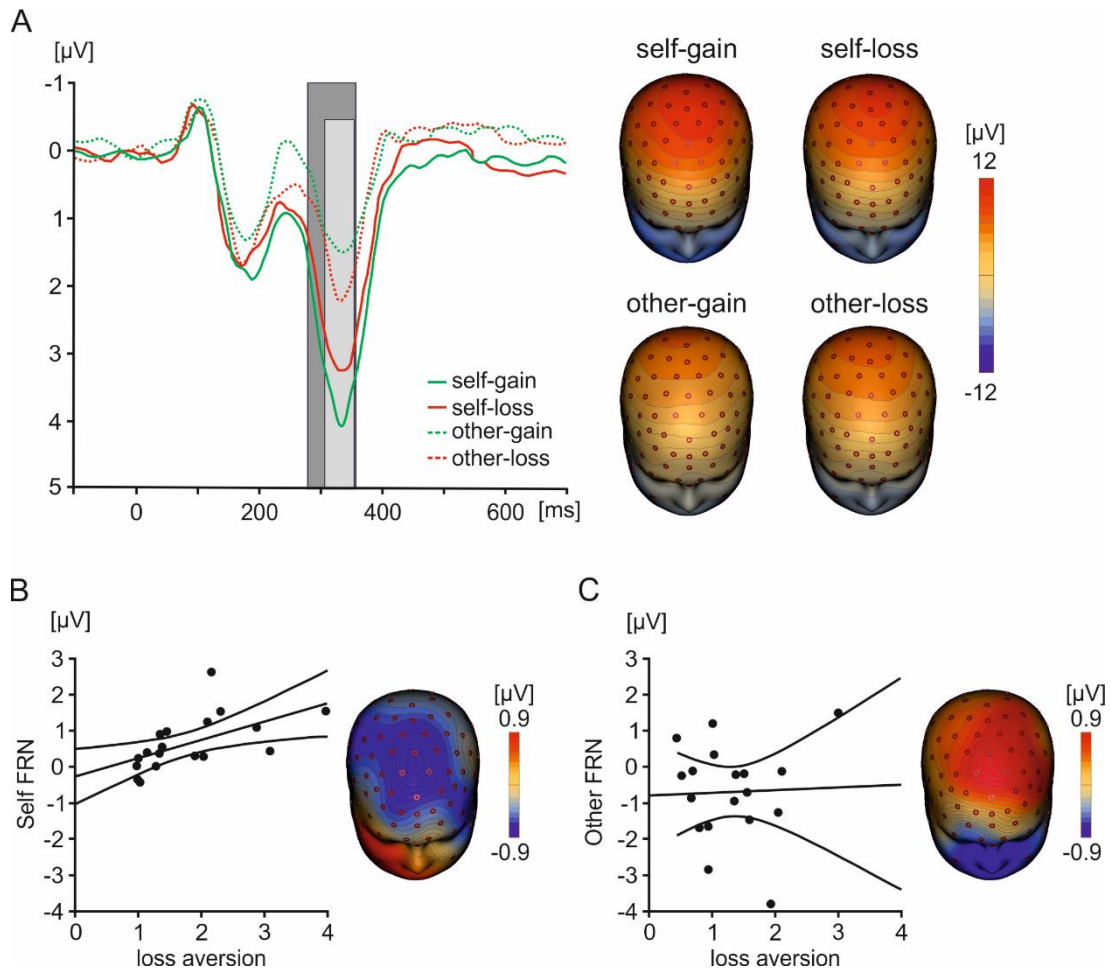 A
[µV]
-1
0
1
2
3
4
5
0 200 400 600 [ms]
self-gain
self-loss
other-gain
other-loss
self-gain self-loss
other-gain other-loss
[µV]
12
-12
B
[µV]
3
2
1
0
-1
-2
-3
-4
Self FRN
0 1 2 3 4
loss aversion
[µV]
0.9
-0.9
C
[µV]
3
2
1
0
-1
-2
-3
-4
Other FRN
0 1 2 3 4
loss aversion
[µV]
0.9
-0.9